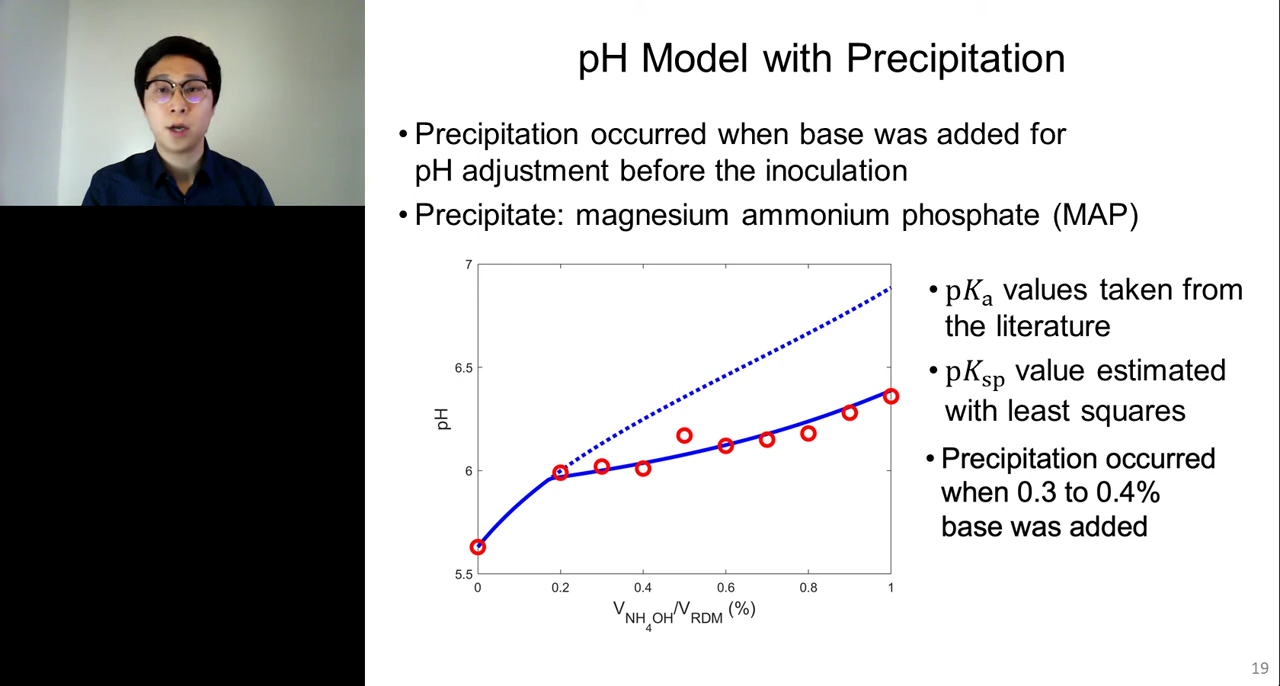 pH Model with Precipitation
• Precipitation occurred when base was added for
pH adjustment before the inoculation
• Precipitate: magnesium ammonium phosphate (MAP)
7
6.5
6
5.5
pH
0 0.2 0.4 0.6 0.8 1
V_NH4OH/V_RDM (%)
• pKa values taken from
the literature
• pKsp value estimated
with least squares
• Precipitation occurred
when 0.3 to 0.4%
base was added
19